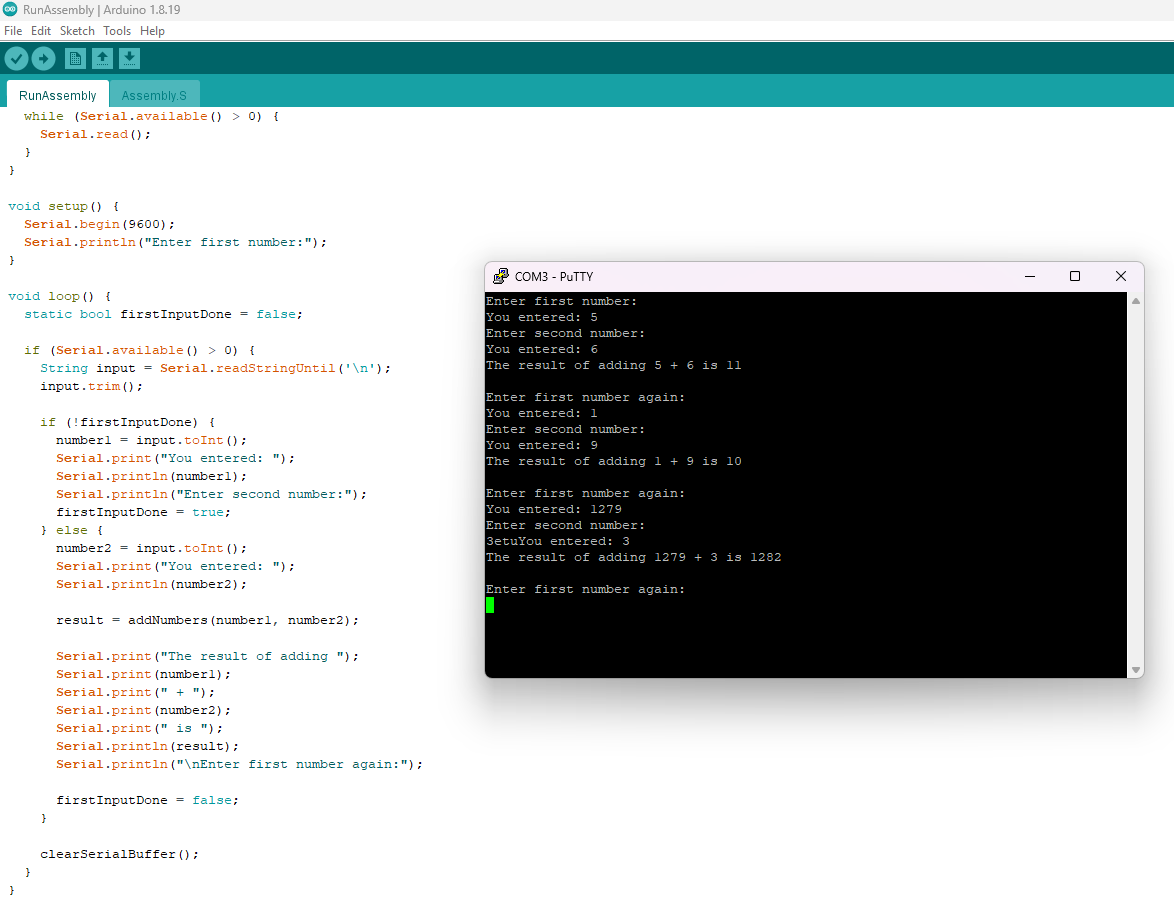 RunAssembly | Arduino 1.8.19
File Edit Sketch Tools Help
RunAssembly Assembly.S
while (Serial.available() > 0) {
Serial.read();
}
}
void setup() {
Serial.begin(9600);
Serial.println("Enter first number:");
}
void loop() {
static bool firstInputDone = false;
if (Serial.available() > 0) {
String input = Serial.readStringUntil('\n');
input.trim();
if (!firstInputDone) {
number1 = input.toInt();
Serial.print("You entered: ");
Serial.println(number1);
Serial.println("Enter second number:");
firstInputDone = true;
} else {
number2 = input.toInt();
Serial.print("You entered: ");
Serial.println(number2);
result = addNumbers(number1, number2);
Serial.print("The result of adding ");
Serial.print(number1);
Serial.print(" + ");
Serial.print(number2);
Serial.print(" is ");
Serial.println(result);
Serial.println("\nEnter first number again:");
firstInputDone = false;
}
clearSerialBuffer();
}
}
COM3 - PuTTY
Enter first number:
You entered: 5
Enter second number:
You entered: 6
The result of adding 5 + 6 is 11
Enter first number again:
You entered: 1
Enter second number:
You entered: 9
The result of adding 1 + 9 is 10
Enter first number again:
You entered: 1279
Enter second number:
3etuYou entered: 3
The result of adding 1279 + 3 is 1282
Enter first number again: